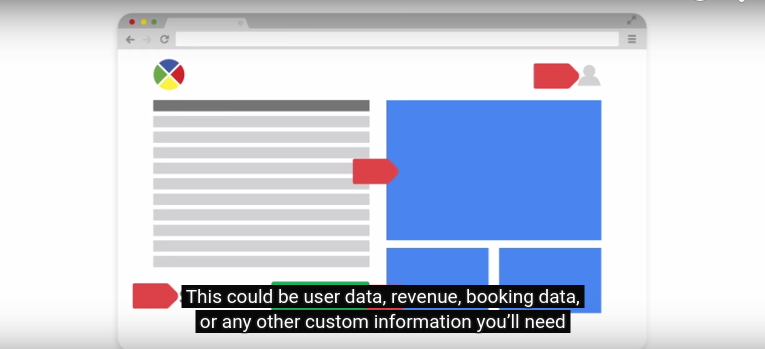 This could be user data, revenue, booking data,
or any other custom information you’ll need